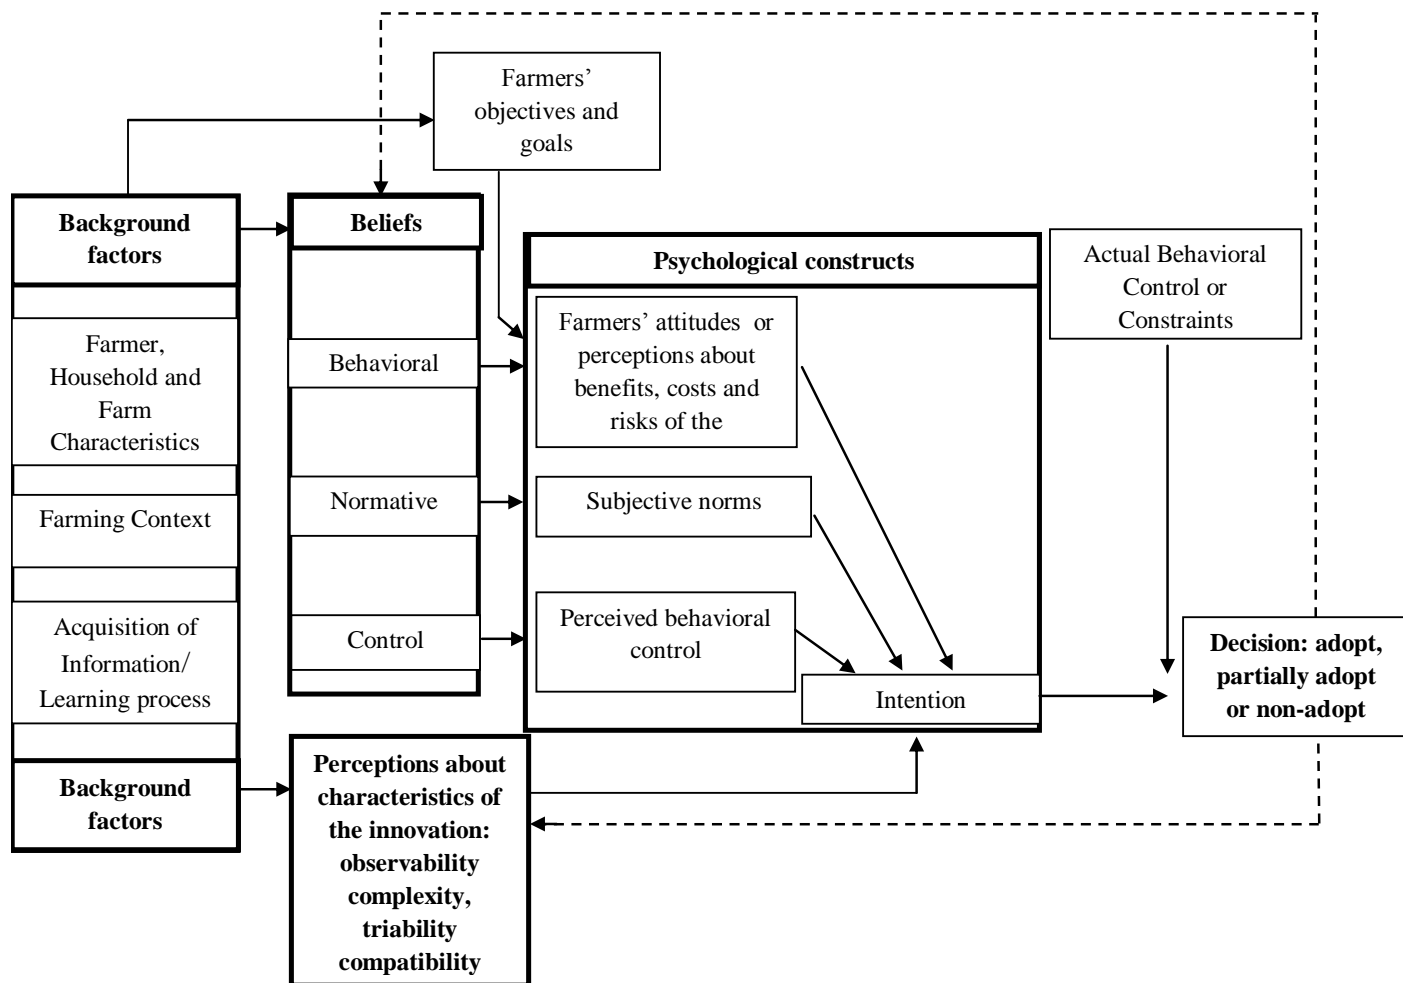 Farmers’
objectives and
goals
Background
factors
Beliefs
Psychological constructs
Actual Behavioral
Control or
Constraints
Farmer,
Household and
Farm
Characteristics
Behavioral
Farmers’ attitudes or
perceptions about
benefits, costs and
risks of the
Farming Context
Normative
Subjective norms
Acquisition of
Information/
Learning process
Control
Perceived behavioral
control
Intention
Decision: adopt,
partially adopt
or non-adopt
Background
factors
Perceptions about
characteristics of
the innovation:
observability
complexity,
triability
compatibility